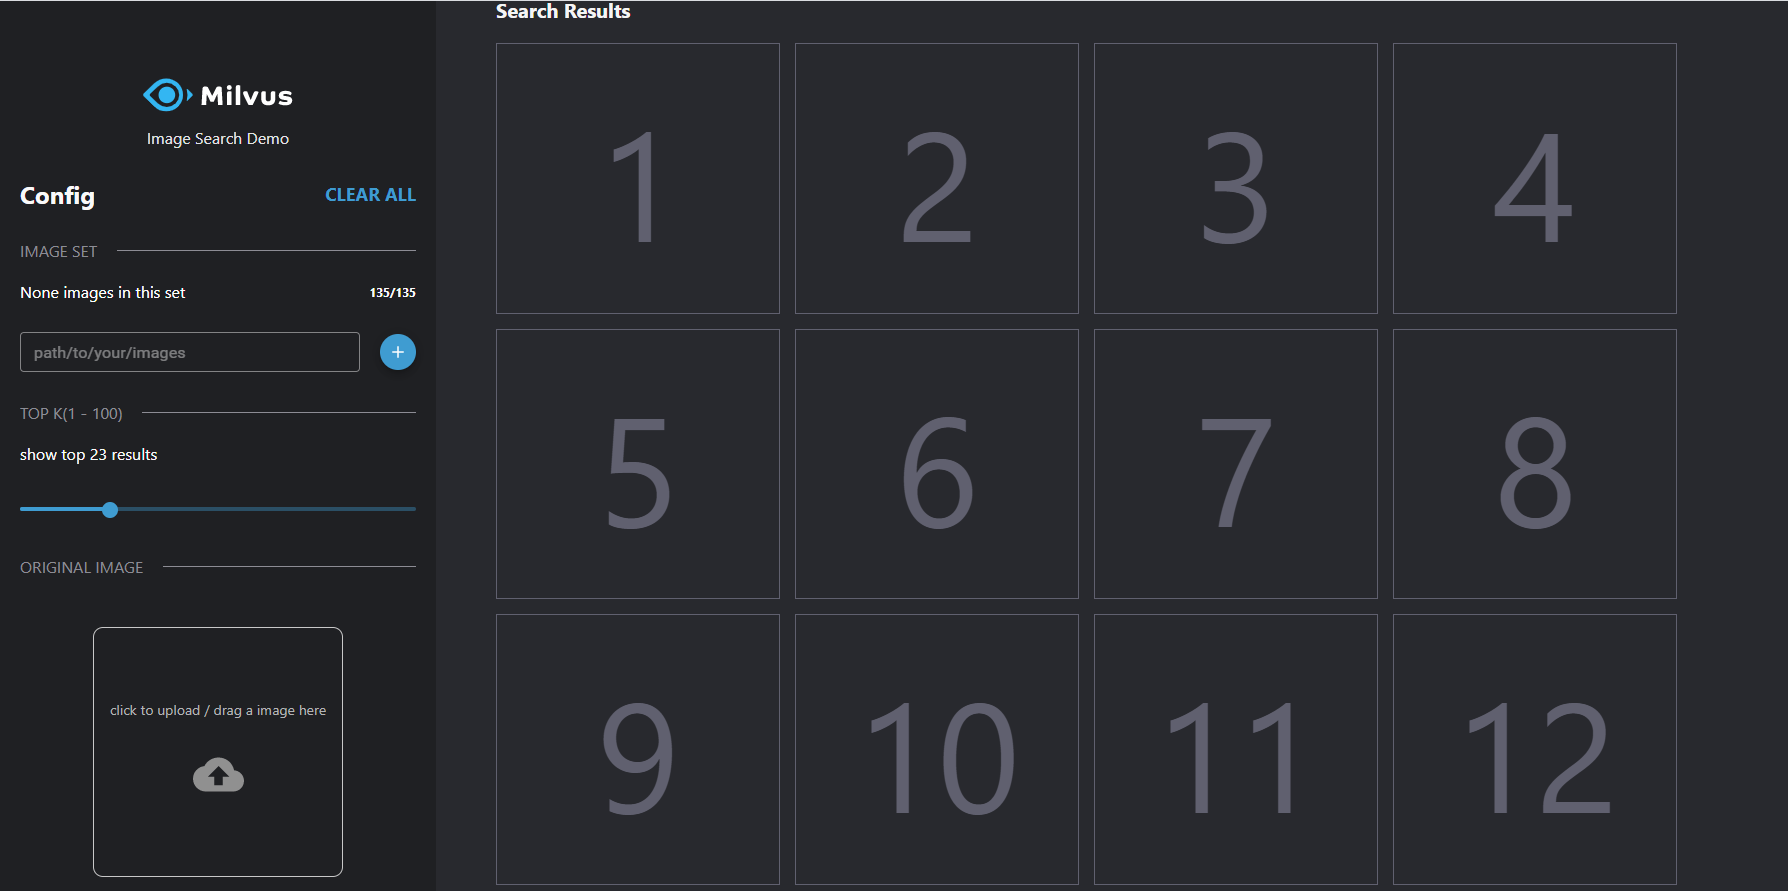 Milvus
Image Search Demo
Config
CLEAR ALL
IMAGE SET
None images in this set
135/135
path/to/your/images
+
TOP K(1 - 100)
show top 23 results
ORIGINAL IMAGE
click to upload / drag a image here
Search Results
1
2
3
4
5
6
7
8
9
10
11
12